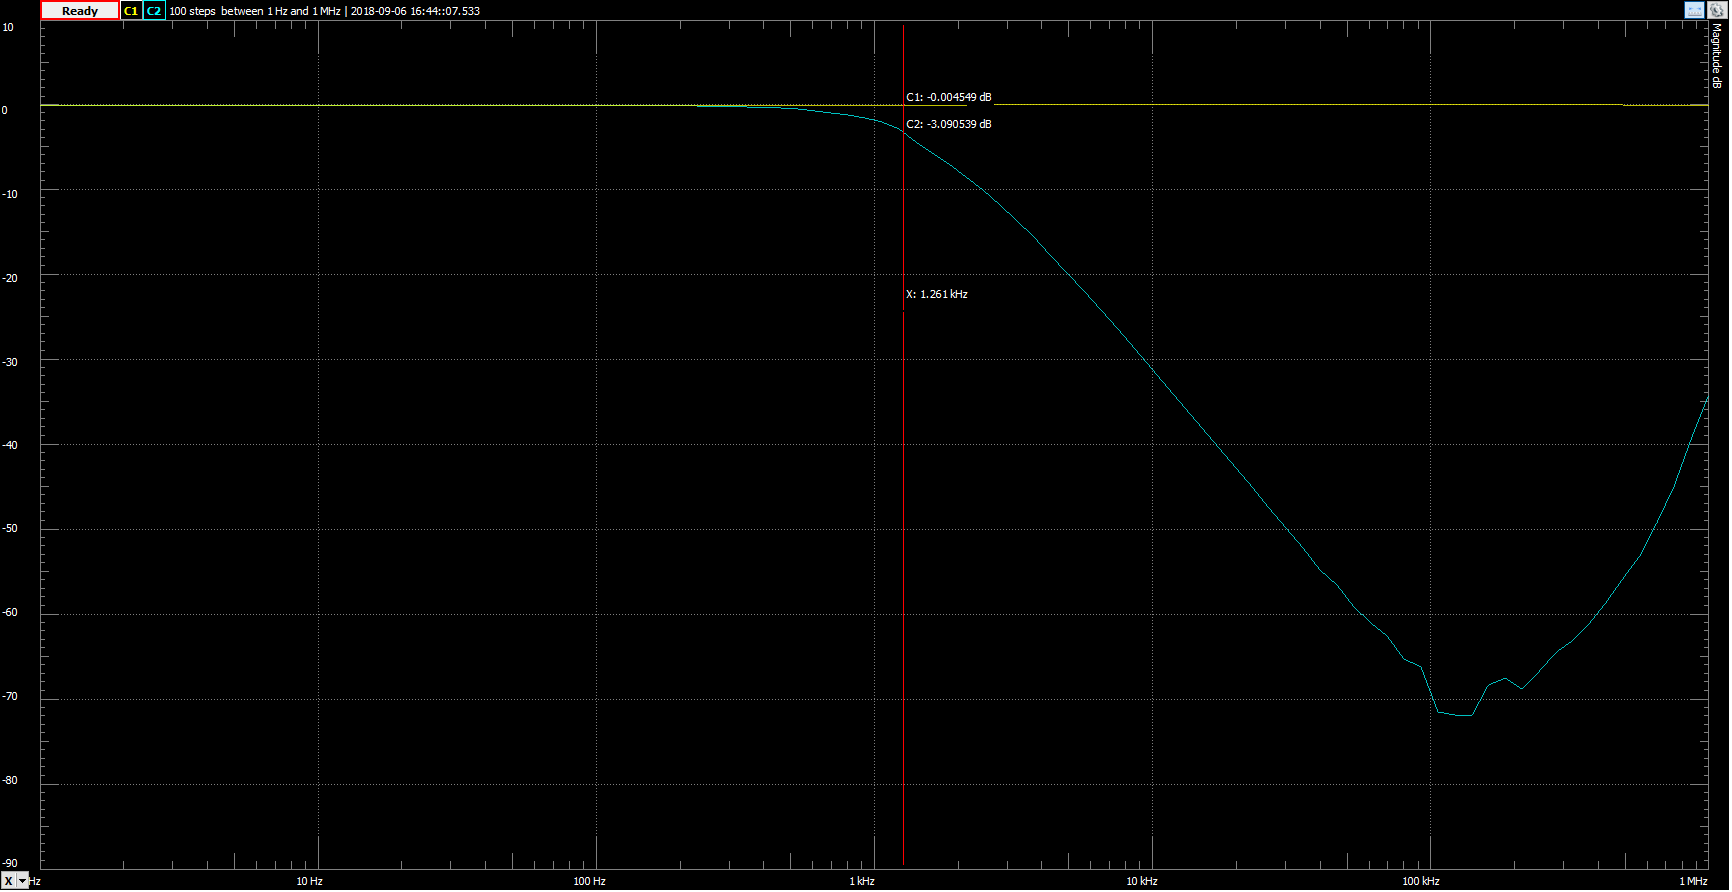 Ready C1 C2 100 steps between 1 Hz and 1 MHz | 2018-09-06 16:44::07.533
Magnitude dB
10
0
-10
-20
-30
-40
-50
-60
-70
-80
-90
C1: -0.004549 dB
C2: -3.090539 dB
X: 1.261 kHz
X Hz 10 Hz 100 Hz 1 kHz 10 kHz 100 kHz 1 MHz